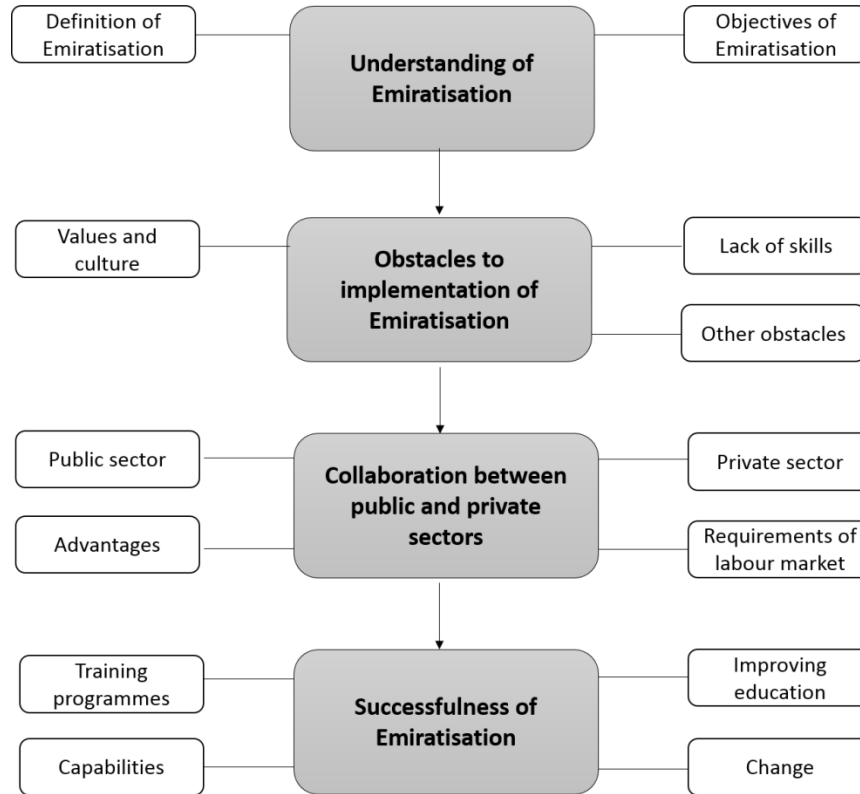 Definition of
Emiratisation
Understanding of
Emiratisation
Objectives of
Emiratisation
Values and
culture
Obstacles to
implementation of
Emiratisation
Lack of skills
Other obstacles
Public sector
Advantages
Collaboration between
public and private
sectors
Private sector
Requirements of
labour market
Training
programmes
Capabilities
Successfulness of
Emiratisation
Improving
education
Change